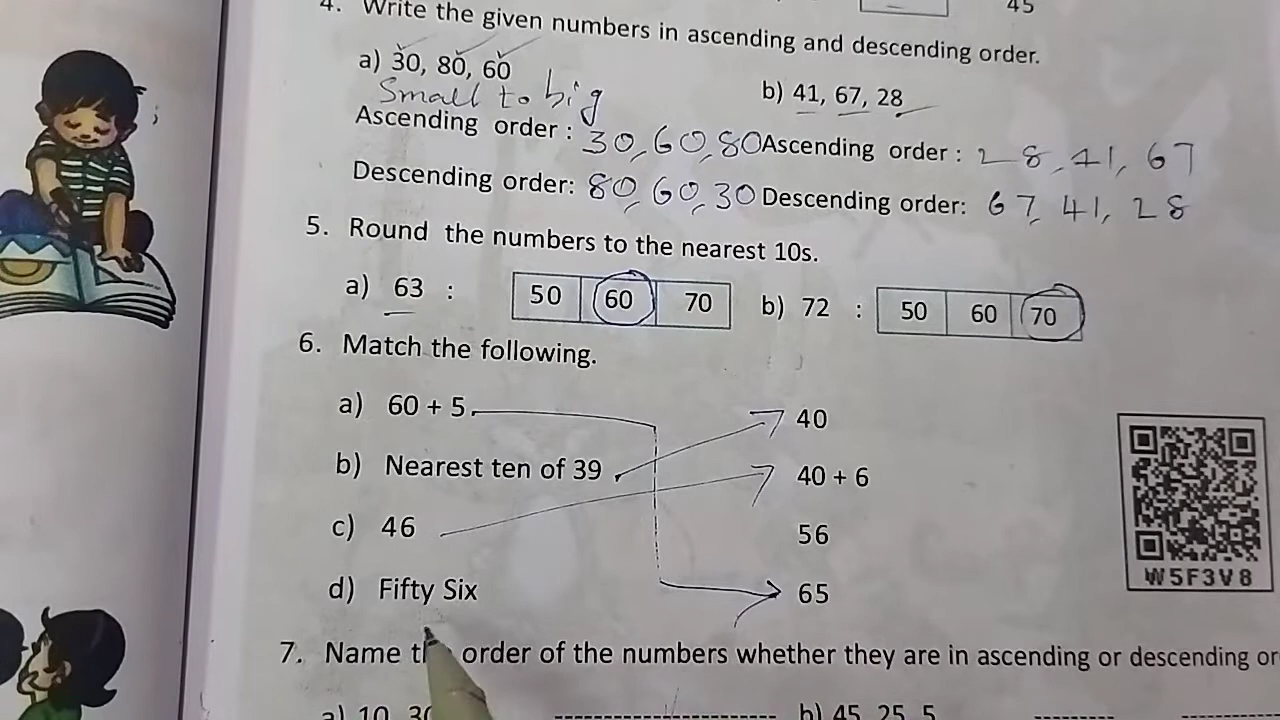 4. Write the given numbers in ascending and descending order.
45
a) 30, 80, 60
b) 41, 67, 28
Small to big
Ascending order : 30, 60, 80
Ascending order : 28, 41, 67
Descending order: 80, 60, 30
Descending order: 67, 41, 28
5. Round the numbers to the nearest 10s.
a) 63 : 50 60 70
b) 72 : 50 60 70
6. Match the following.
a) 60 + 5
40
b) Nearest ten of 39
40 + 6
c) 46
56
d) Fifty Six
65
W5F3V8
7. Name the order of the numbers whether they are in ascending or descending or
a) 10, 30
b) 45, 25, 5